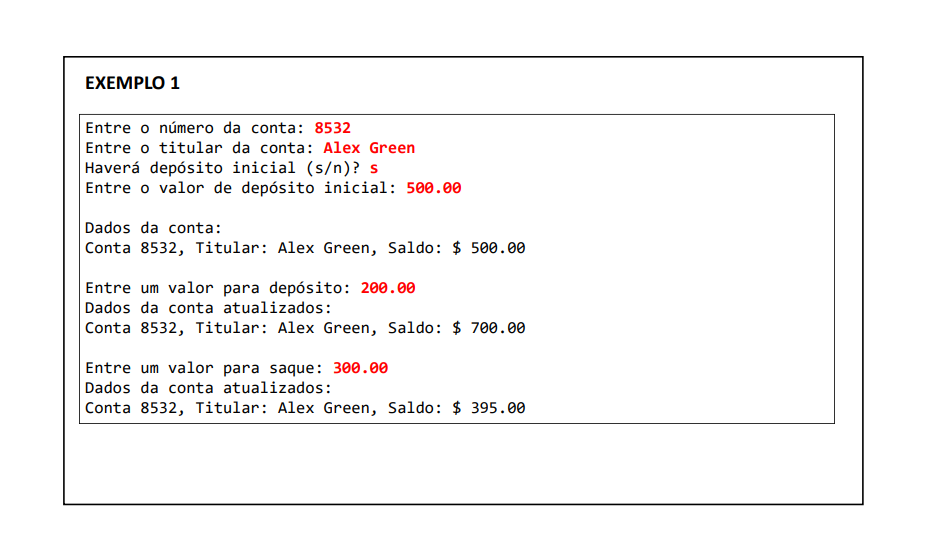 EXEMPLO 1
Entre o número da conta: 8532
Entre o titular da conta: Alex Green
Haverá depósito inicial (s/n)? s
Entre o valor de depósito inicial: 500.00
Dados da conta:
Conta 8532, Titular: Alex Green, Saldo: $ 500.00
Entre um valor para depósito: 200.00
Dados da conta atualizados:
Conta 8532, Titular: Alex Green, Saldo: $ 700.00
Entre um valor para saque: 300.00
Dados da conta atualizados:
Conta 8532, Titular: Alex Green, Saldo: $ 395.00